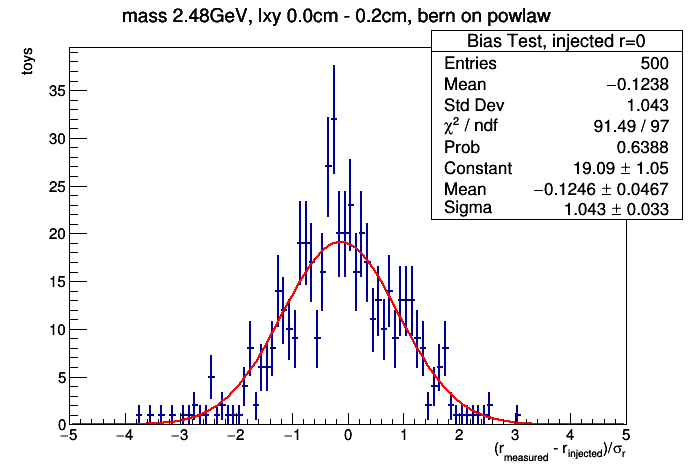 mass 2.48GeV, lxy 0.0cm - 0.2cm, bern on powlaw
Bias Test, injected r=0
Entries 500
Mean −0.1238
Std Dev 1.043
χ² / ndf 91.49 / 97
Prob 0.6388
Constant 19.09 ± 1.05
Mean −0.1246 ± 0.0467
Sigma 1.043 ± 0.033
toys
35
30
25
20
15
10
5
0
−5 −4 −3 −2 −1 0 1 2 3 4 5
(r_measured - r_injected)/σ_r